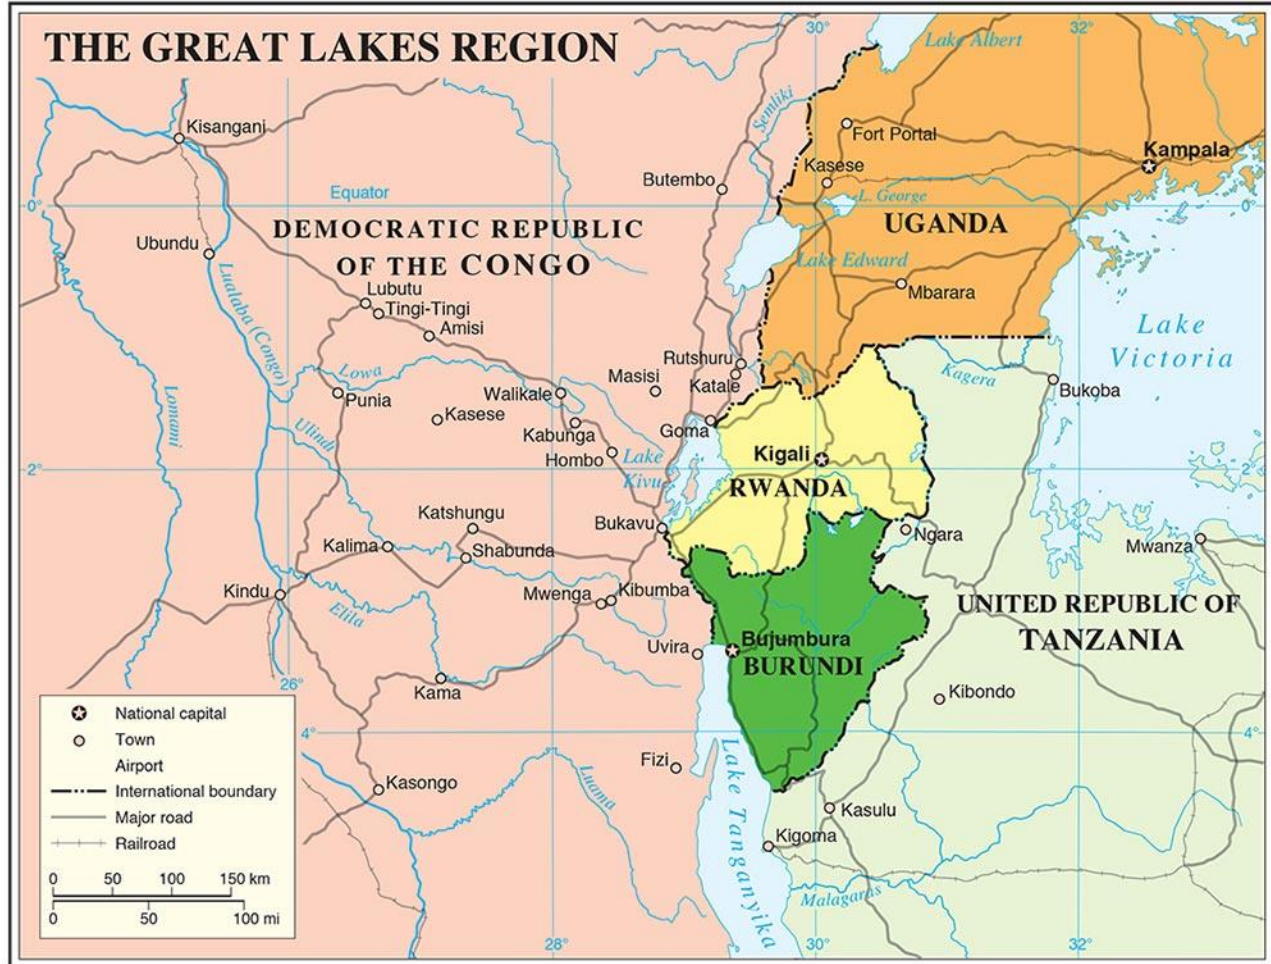 THE GREAT LAKES REGION
30°
32°
Lake Albert
Semliki
Kisangani
Fort Portal
Kampala
Kasese
Butembo
Equator
L. George
0°
0°
DEMOCRATIC REPUBLIC
OF THE CONGO
UGANDA
Ubundu
Lake Edward
Lualaba (Congo)
Lubutu
Tingi-Tingi
Amisi
Mbarara
Lake
Victoria
Rutshuru
Katale
Masisi
Lowa
Kagera
Bukoba
Lomami
Punia
Walikale
Kasese
Kabunga
Goma
Ulindi
Hombo
Lake
Kivu
Kigali
RWANDA
2°
2°
Katshungu
Bukavu
Ngara
Kalima
Shabunda
Mwanza
Kindu
Elila
Mwenga
Kibumba
UNITED REPUBLIC OF
TANZANIA
Uvira
Bujumbura
BURUNDI
26°
Kama
Kibondo
4°
4°
Lake Tanganyika
Fizi
Luama
Kasongo
Kasulu
Kigoma
Malagaras
28°
30°
32°
National capital
Town
Airport
International boundary
Major road
Railroad
0 50 100 150 km
0 50 100 mi